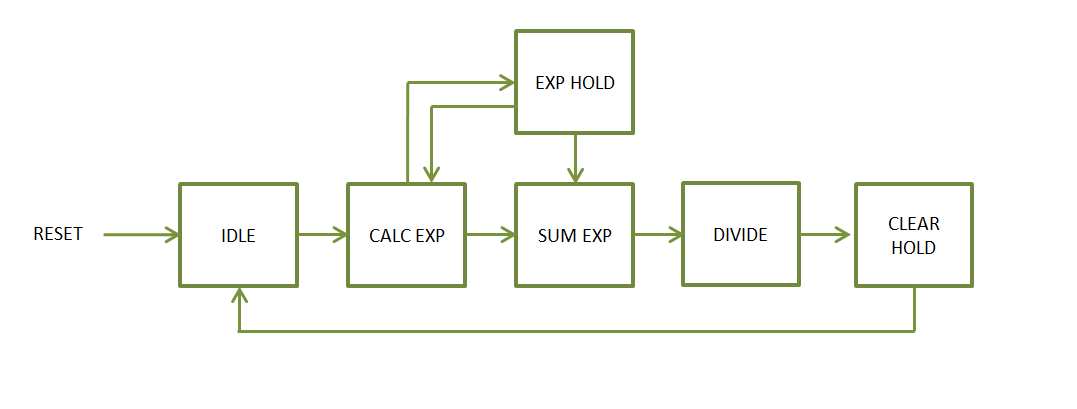 EXP HOLD
RESET
IDLE
CALC EXP
SUM EXP
DIVIDE
CLEAR
HOLD